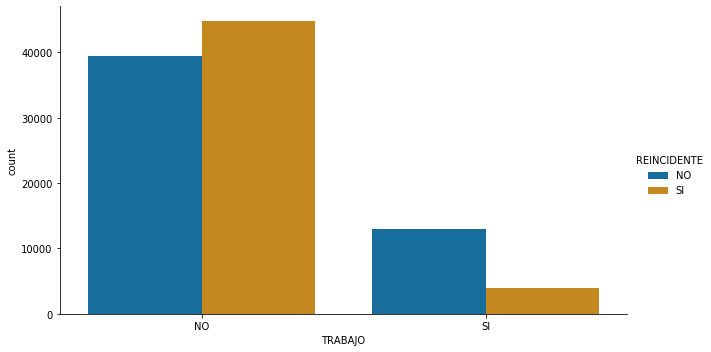 40000
30000
20000
10000
0
count
NO
SI
TRABAJO
REINCIDENTE
NO
SI